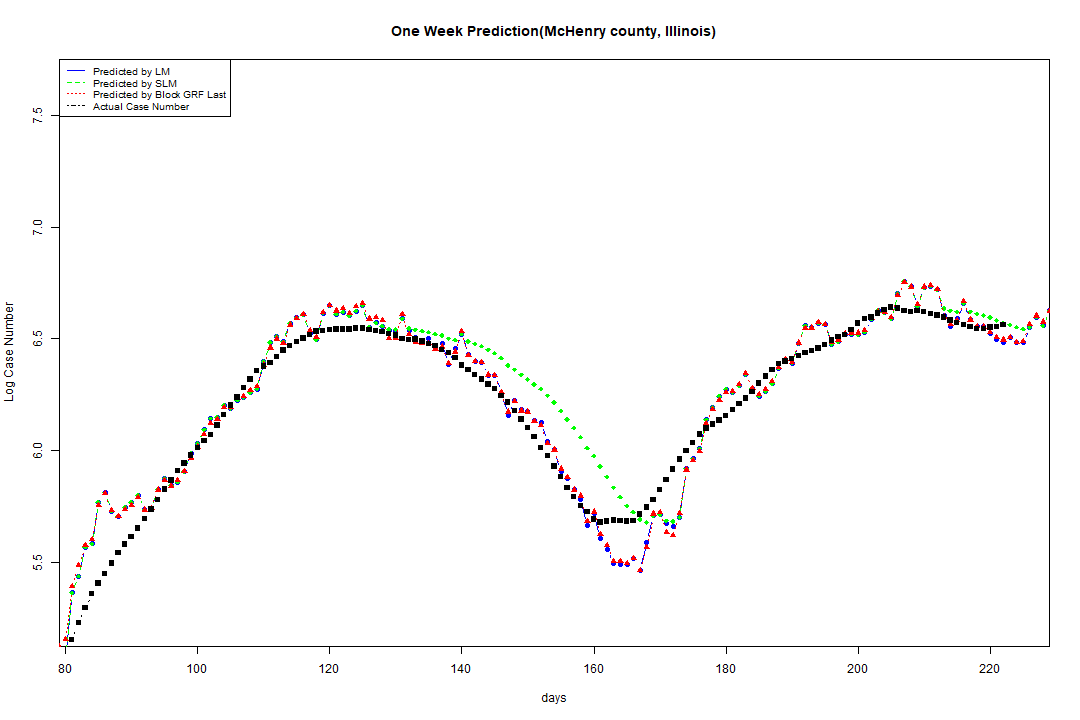 One Week Prediction(McHenry county, Illinois)
Predicted by LM
Predicted by SLM
Predicted by Block GRF Last
Actual Case Number
7.5
7.0
6.5
6.0
5.5
Log Case Number
80 100 120 140 160 180 200 220
days